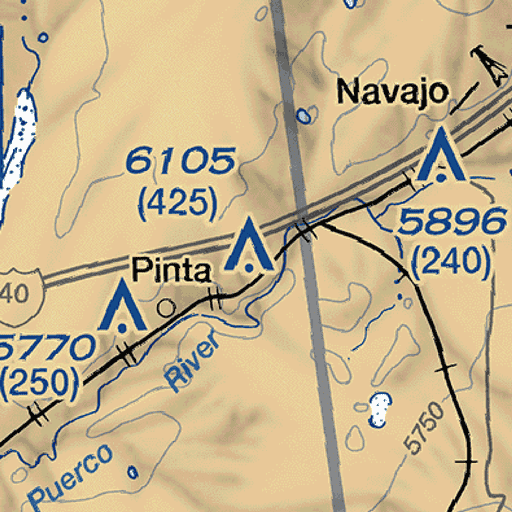 Navajo
6105
(425)
5896
(240)
Pinta
40
5770
(250)
River
5750
Puerco